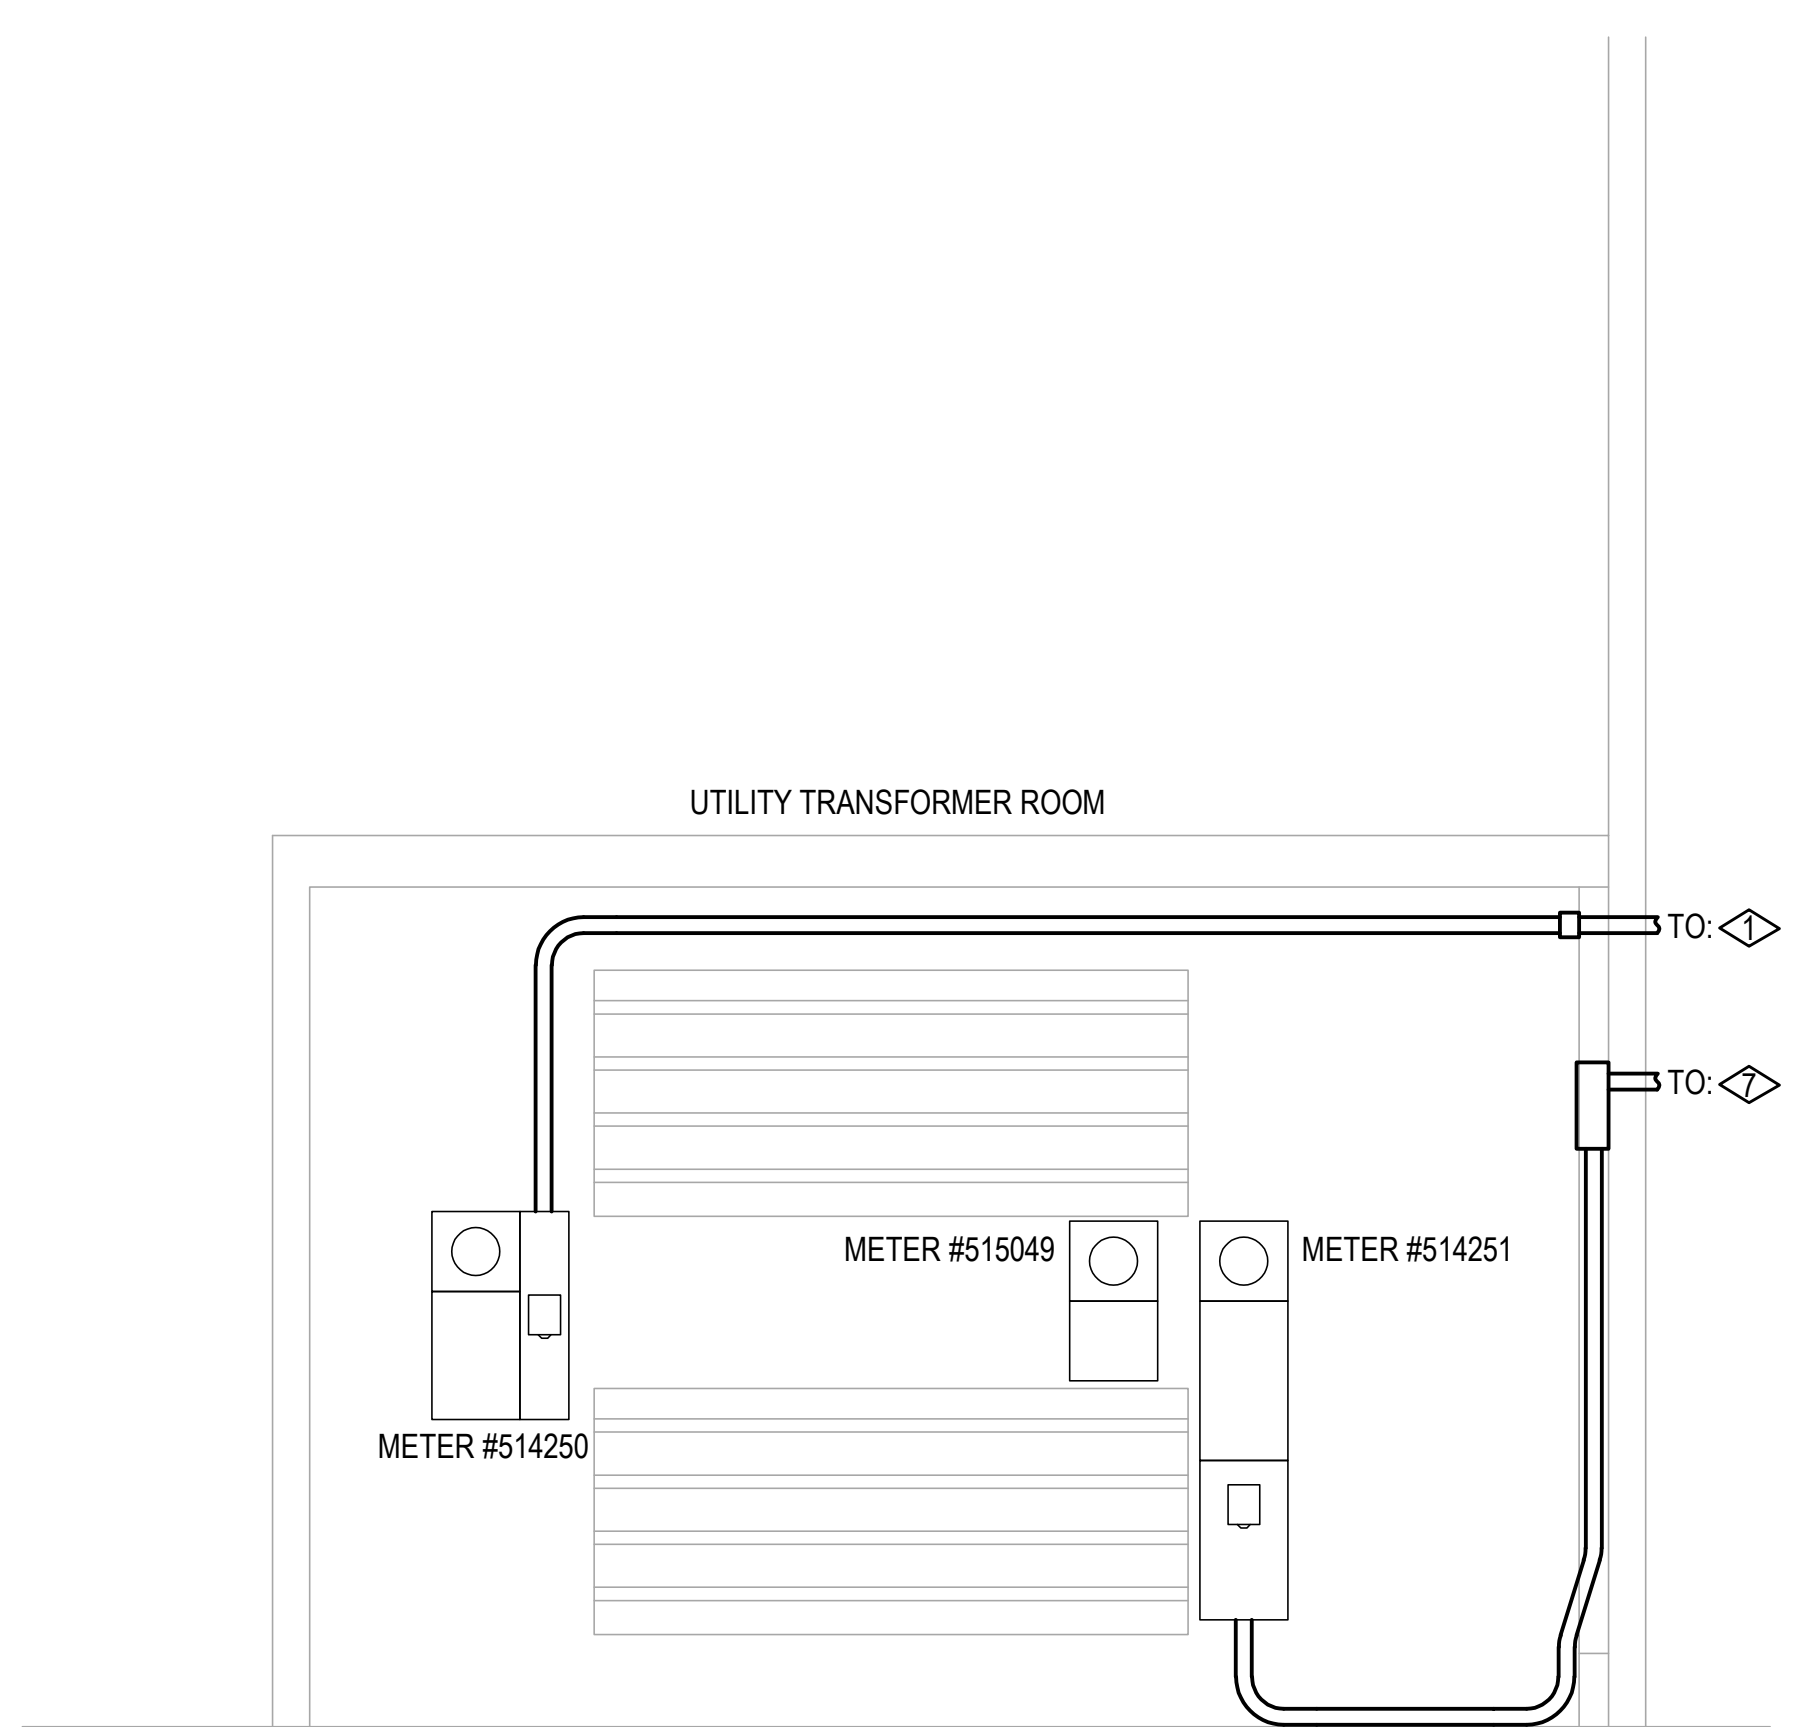 UTILITY TRANSFORMER ROOM
TO: 1
TO: 7
METER #515049
METER #514251
METER #514250